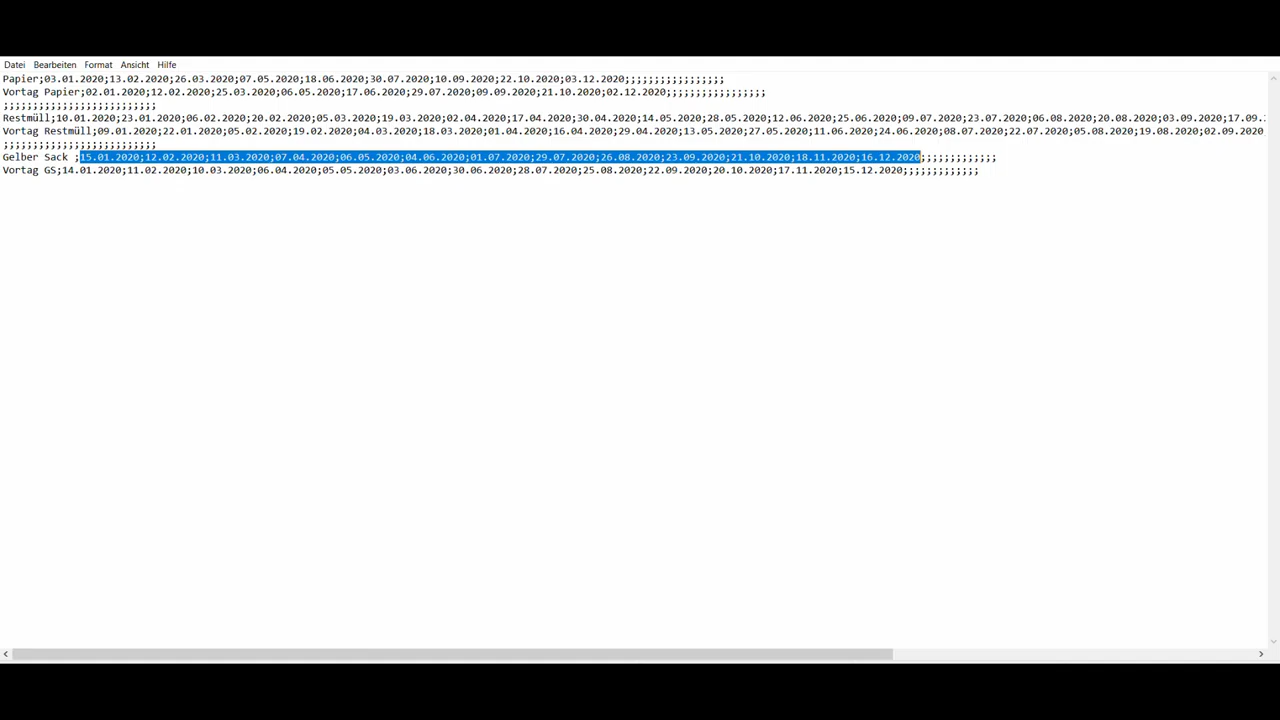 Datei Bearbeiten Format Ansicht Hilfe
Papier;03.01.2020;13.02.2020;26.03.2020;07.05.2020;18.06.2020;30.07.2020;10.09.2020;22.10.2020;03.12.2020;;;;;;;;;;;;;;;;;
Vortag Papier;02.01.2020;12.02.2020;25.03.2020;06.05.2020;17.06.2020;29.07.2020;09.09.2020;21.10.2020;02.12.2020;;;;;;;;;;;;;;;;;
;;;;;;;;;;;;;;;;;;;;;;;;;;
Restmüll;10.01.2020;23.01.2020;06.02.2020;20.02.2020;05.03.2020;19.03.2020;02.04.2020;17.04.2020;30.04.2020;14.05.2020;28.05.2020;12.06.2020;25.06.2020;09.07.2020;23.07.2020;06.08.2020;20.08.2020;03.09.2020;17.09.
Vortag Restmüll;09.01.2020;22.01.2020;05.02.2020;19.02.2020;04.03.2020;18.03.2020;01.04.2020;16.04.2020;29.04.2020;13.05.2020;27.05.2020;11.06.2020;24.06.2020;08.07.2020;22.07.2020;05.08.2020;19.08.2020;02.09.2020
;;;;;;;;;;;;;;;;;;;;;;;;;;
Gelber Sack ;15.01.2020;12.02.2020;11.03.2020;07.04.2020;06.05.2020;04.06.2020;01.07.2020;29.07.2020;26.08.2020;23.09.2020;21.10.2020;18.11.2020;16.12.2020;;;;;;;;;;;;;
Vortag GS;14.01.2020;11.02.2020;10.03.2020;06.04.2020;05.05.2020;03.06.2020;30.06.2020;28.07.2020;25.08.2020;22.09.2020;20.10.2020;17.11.2020;15.12.2020;;;;;;;;;;;;;